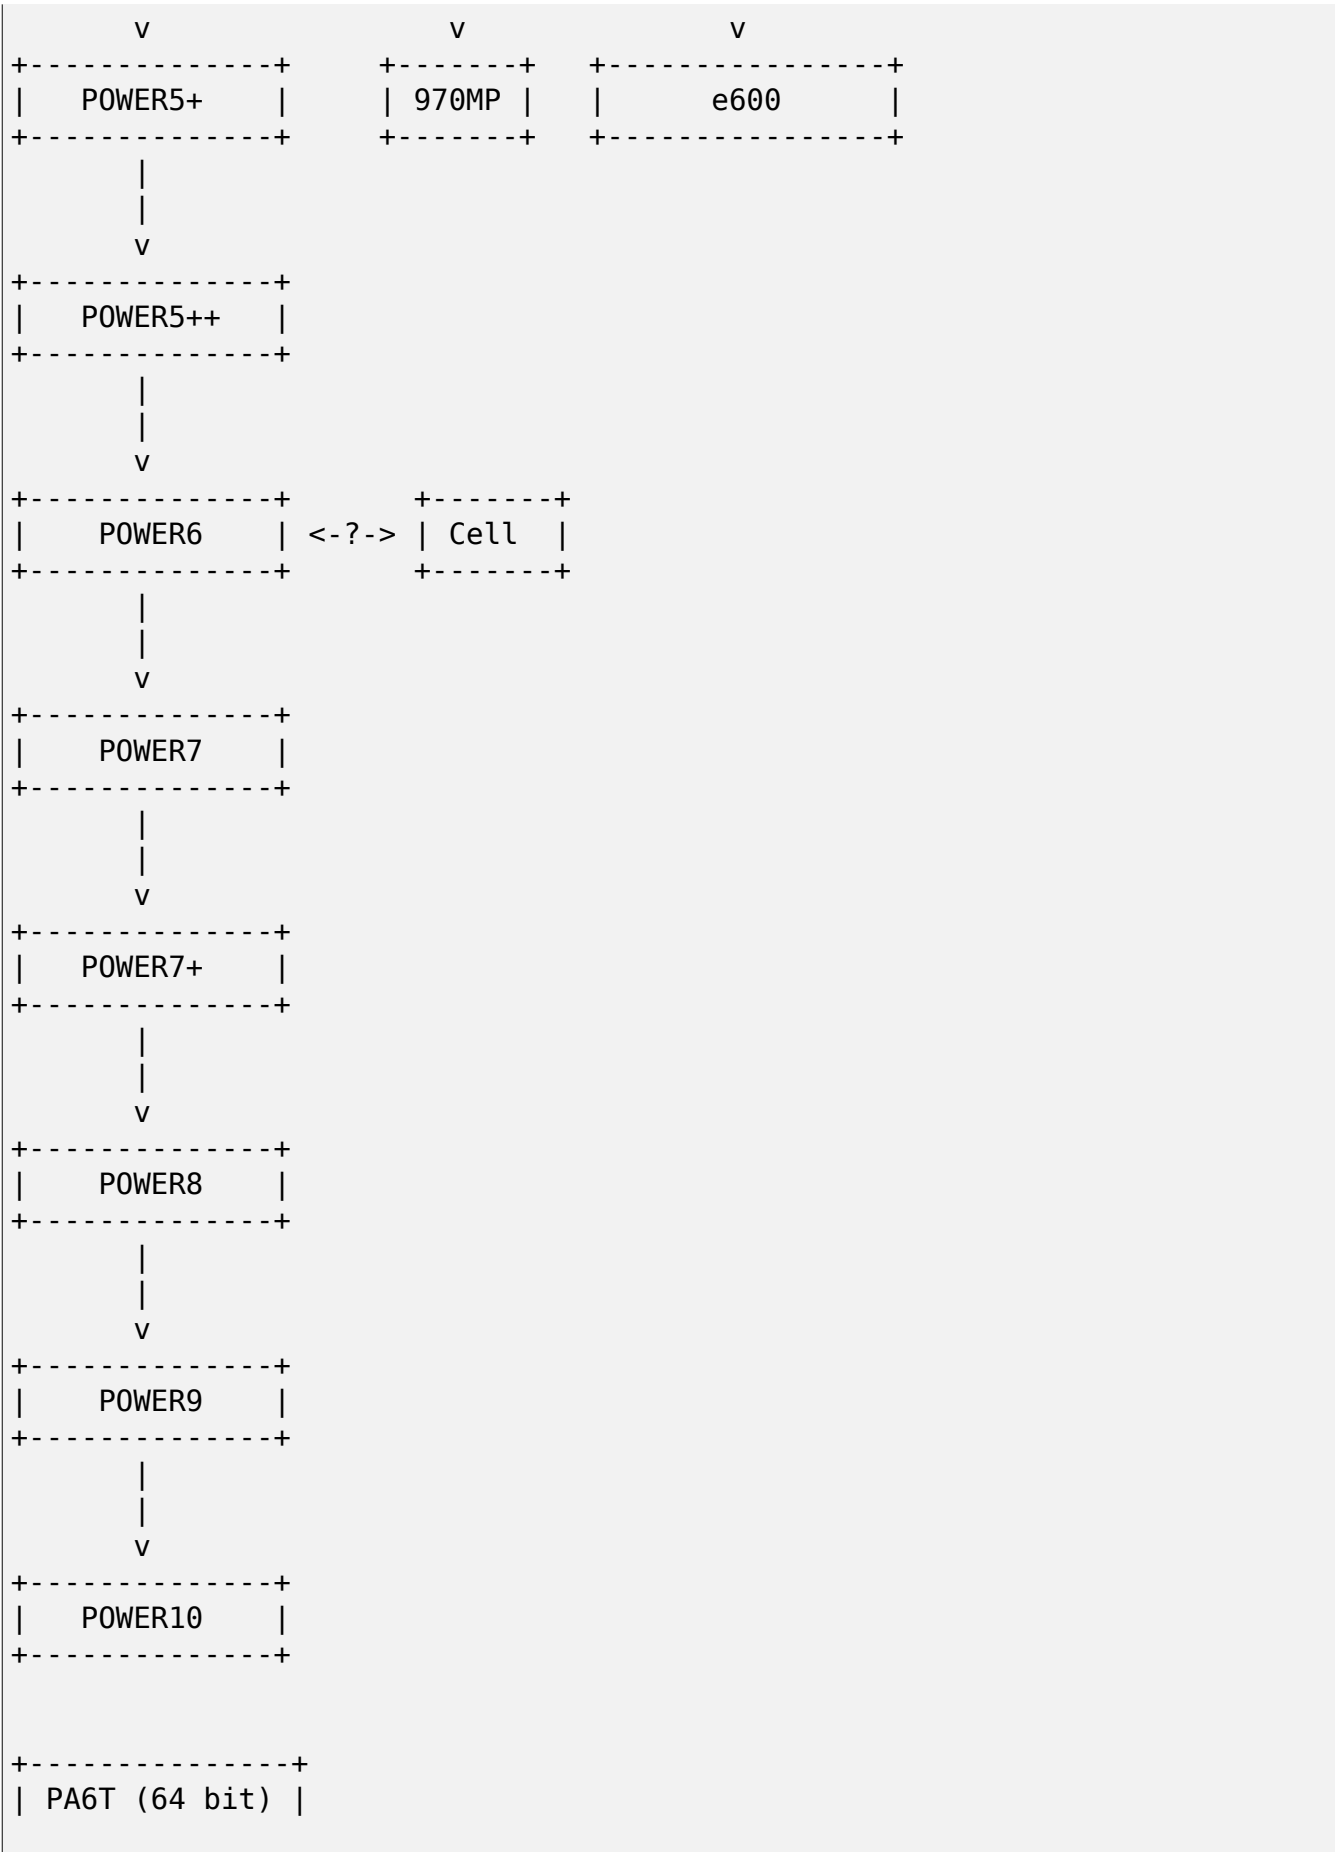 v                 v               v
+--------------+     +-------+   +----------------+
|   POWER5+    |     | 970MP |   |      e600      |
+--------------+     +-------+   +----------------+
       |
       |
       v
+--------------+
|   POWER5++   |
+--------------+
       |
       |
       v
+--------------+       +-------+
|    POWER6    | <-?-> | Cell  |
+--------------+       +-------+
       |
       |
       v
+--------------+
|    POWER7    |
+--------------+
       |
       |
       v
+--------------+
|   POWER7+    |
+--------------+
       |
       |
       v
+--------------+
|    POWER8    |
+--------------+
       |
       |
       v
+--------------+
|    POWER9    |
+--------------+
       |
       |
       v
+--------------+
|   POWER10    |
+--------------+


+---------------+
| PA6T (64 bit) |